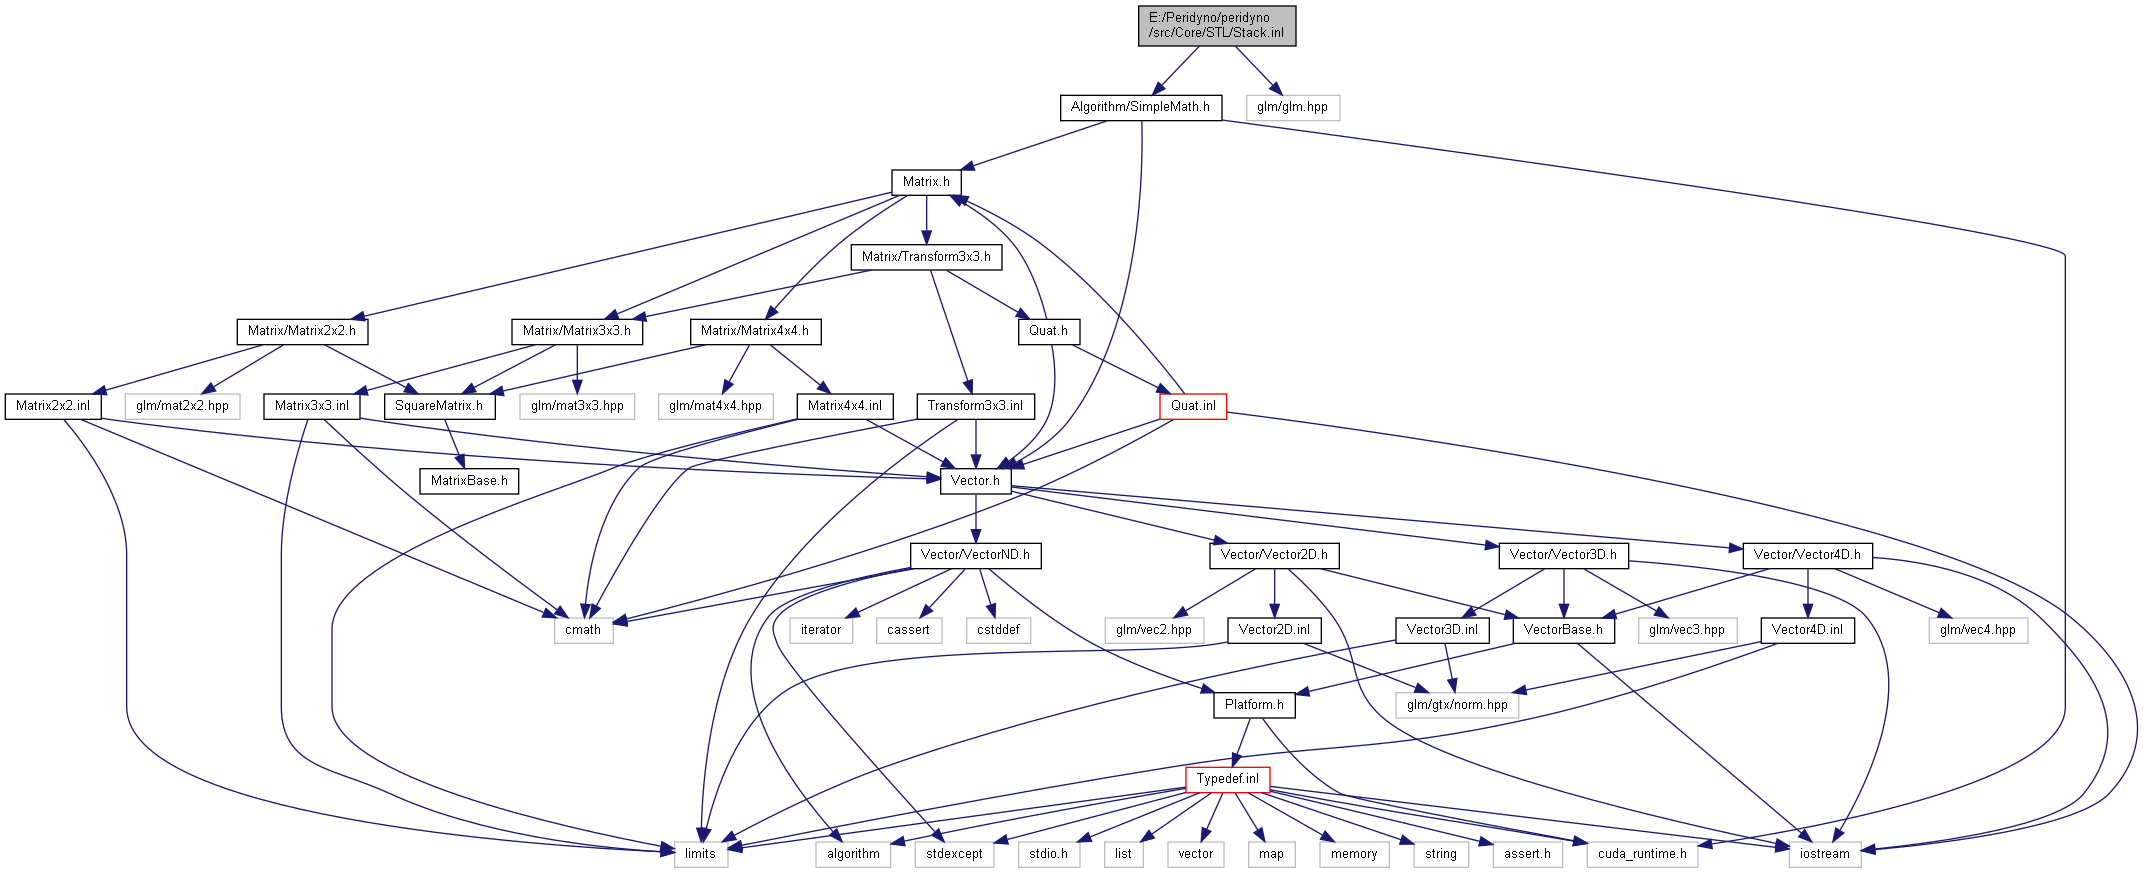 E:/Peridyno/peridyno
/src/Core/STL/Stack.inl
Algorithm/SimpleMath.h
glm/glm.hpp
Matrix.h
Matrix/Transform3x3.h
Matrix/Matrix2x2.h
Matrix/Matrix3x3.h
Matrix/Matrix4x4.h
Quat.h
Matrix2x2.inl
glm/mat2x2.hpp
Matrix3x3.inl
SquareMatrix.h
glm/mat3x3.hpp
glm/mat4x4.hpp
Matrix4x4.inl
Transform3x3.inl
Quat.inl
MatrixBase.h
Vector.h
Vector/VectorND.h
Vector/Vector2D.h
Vector/Vector3D.h
Vector/Vector4D.h
cmath
iterator
cassert
cstddef
glm/vec2.hpp
Vector2D.inl
Vector3D.inl
VectorBase.h
glm/vec3.hpp
Vector4D.inl
glm/vec4.hpp
Platform.h
glm/gtx/norm.hpp
Typedef.inl
limits
algorithm
stdexcept
stdio.h
list
vector
map
memory
string
assert.h
cuda_runtime.h
iostream